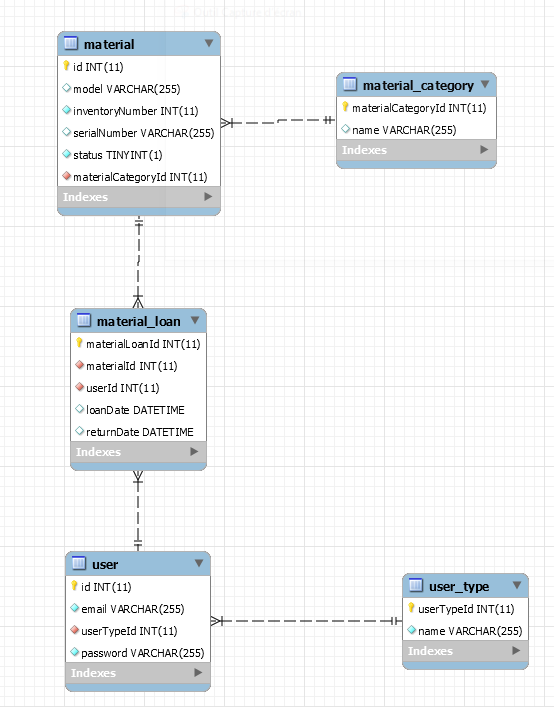 material
id INT(11)
model VARCHAR(255)
inventoryNumber INT(11)
serialNumber VARCHAR(255)
status TINYINT(1)
materialCategoryId INT(11)
Indexes
material_category
materialCategoryId INT(11)
name VARCHAR(255)
Indexes
material_loan
materialLoanId INT(11)
materialId INT(11)
userId INT(11)
loanDate DATETIME
returnDate DATETIME
Indexes
user
id INT(11)
email VARCHAR(255)
userTypeId INT(11)
password VARCHAR(255)
Indexes
user_type
userTypeId INT(11)
name VARCHAR(255)
Indexes